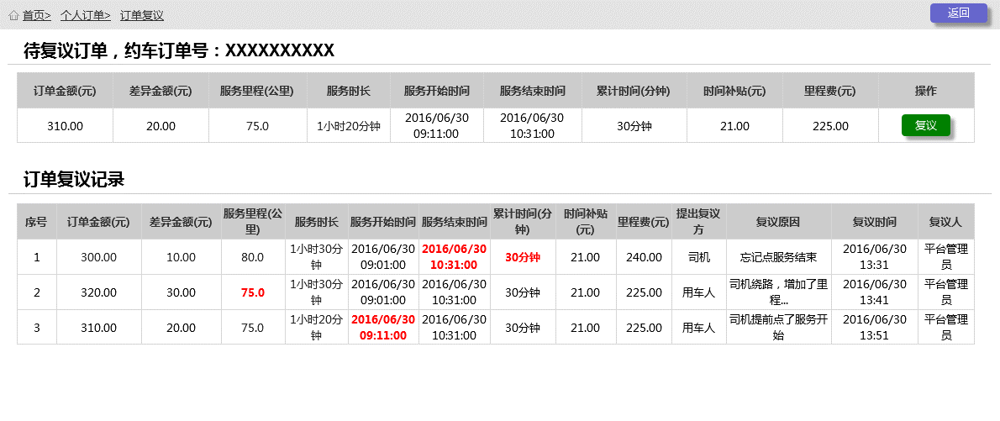 首页> 个人订单> 订单复议 返回
待复议订单，约车订单号：XXXXXXXXXX
订单金额(元) 差异金额(元) 服务里程(公里) 服务时长 服务开始时间 服务结束时间 累计时间(分钟) 时间补贴(元) 里程费(元) 操作
310.00 20.00 75.0 1小时20分钟 2016/06/30 09:11:00 2016/06/30 10:31:00 30分钟 21.00 225.00 复议
订单复议记录
序号 订单金额(元) 差异金额(元) 服务里程(公里) 服务时长 服务开始时间 服务结束时间 累计时间(分钟) 时间补贴(元) 里程费(元) 提出复议方 复议原因 复议时间 复议人
1 300.00 10.00 80.0 1小时30分钟 2016/06/30 09:01:00 2016/06/30 10:31:00 30分钟 21.00 240.00 司机 忘记点服务结束 2016/06/30 13:31 平台管理员
2 320.00 30.00 75.0 1小时30分钟 2016/06/30 09:01:00 2016/06/30 10:31:00 30分钟 21.00 225.00 用车人 司机绕路，增加了里程... 2016/06/30 13:41 平台管理员
3 310.00 20.00 75.0 1小时20分钟 2016/06/30 09:11:00 2016/06/30 10:31:00 30分钟 21.00 225.00 用车人 司机提前点了服务开始 2016/06/30 13:51 平台管理员